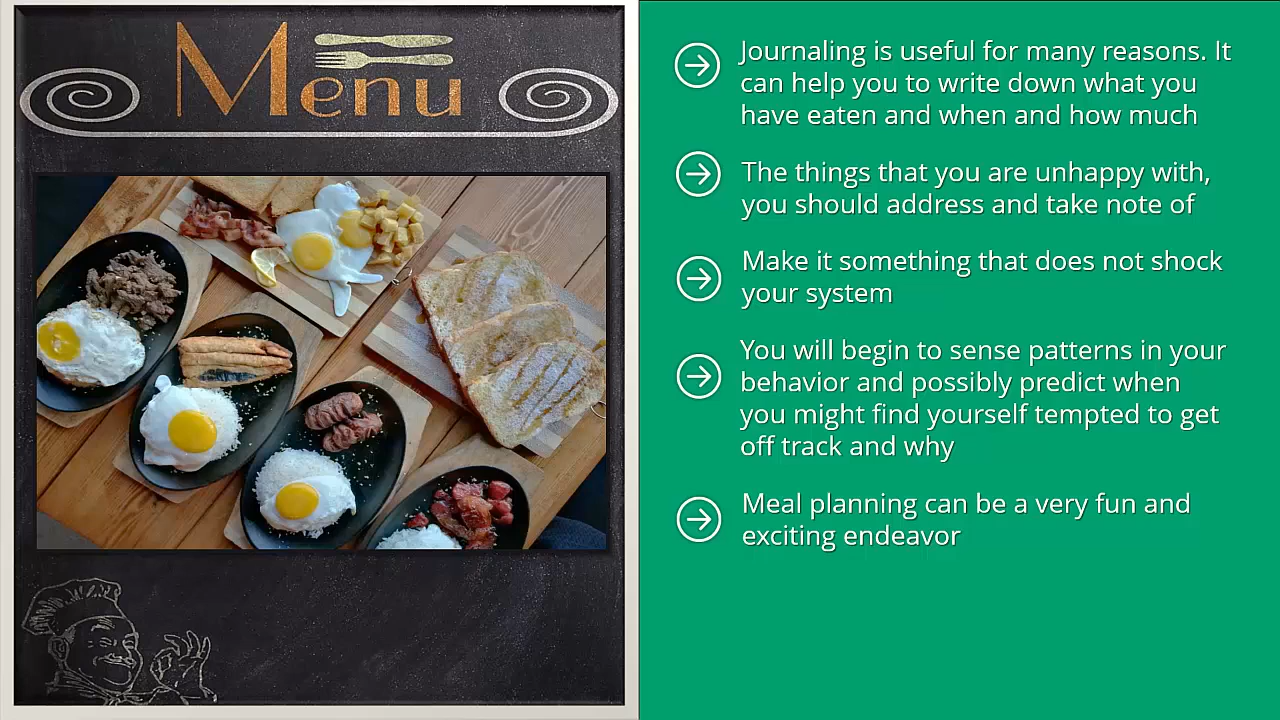 Menu
Journaling is useful for many reasons. It
can help you to write down what you
have eaten and when and how much
The things that you are unhappy with,
you should address and take note of
Make it something that does not shock
your system
You will begin to sense patterns in your
behavior and possibly predict when
you might find yourself tempted to get
off track and why
Meal planning can be a very fun and
exciting endeavor